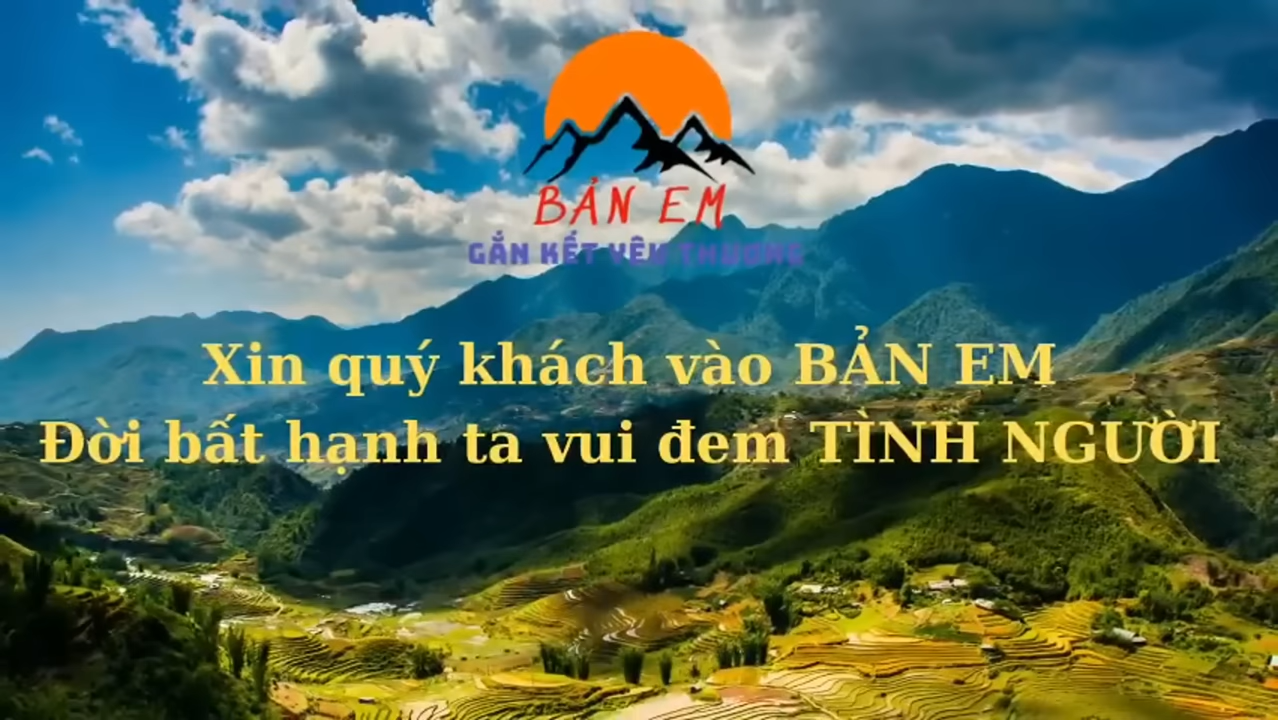 BẢN EM
GẮN KẾT YÊU THƯƠNG
Xin quý khách vào BẢN EM
Đời bất hạnh ta vui đem TÌNH NGƯỜI